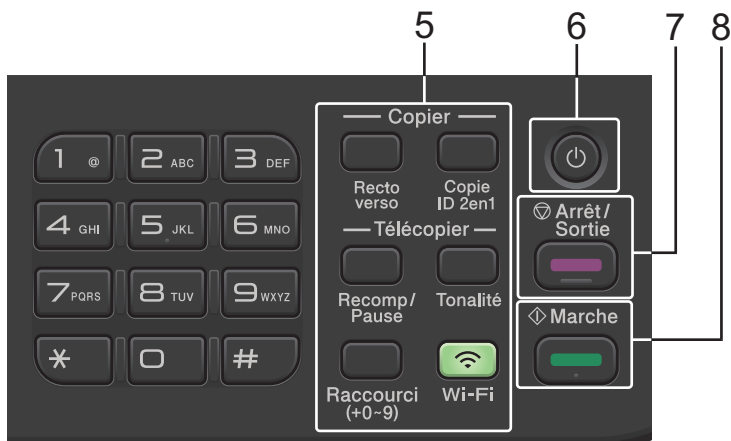 5 6 7 8
Copier
Recto
verso
Copie
ID 2en1
Télécopier
Recomp/
Pause
Tonalité
Raccourci
(+0~9)
Wi-Fi
Arrêt/
Sortie
Marche
1 @ 2 ABC 3 DEF
4 GHI 5 JKL 6 MNO
7 PQRS 8 TUV 9 WXYZ
* 0 #